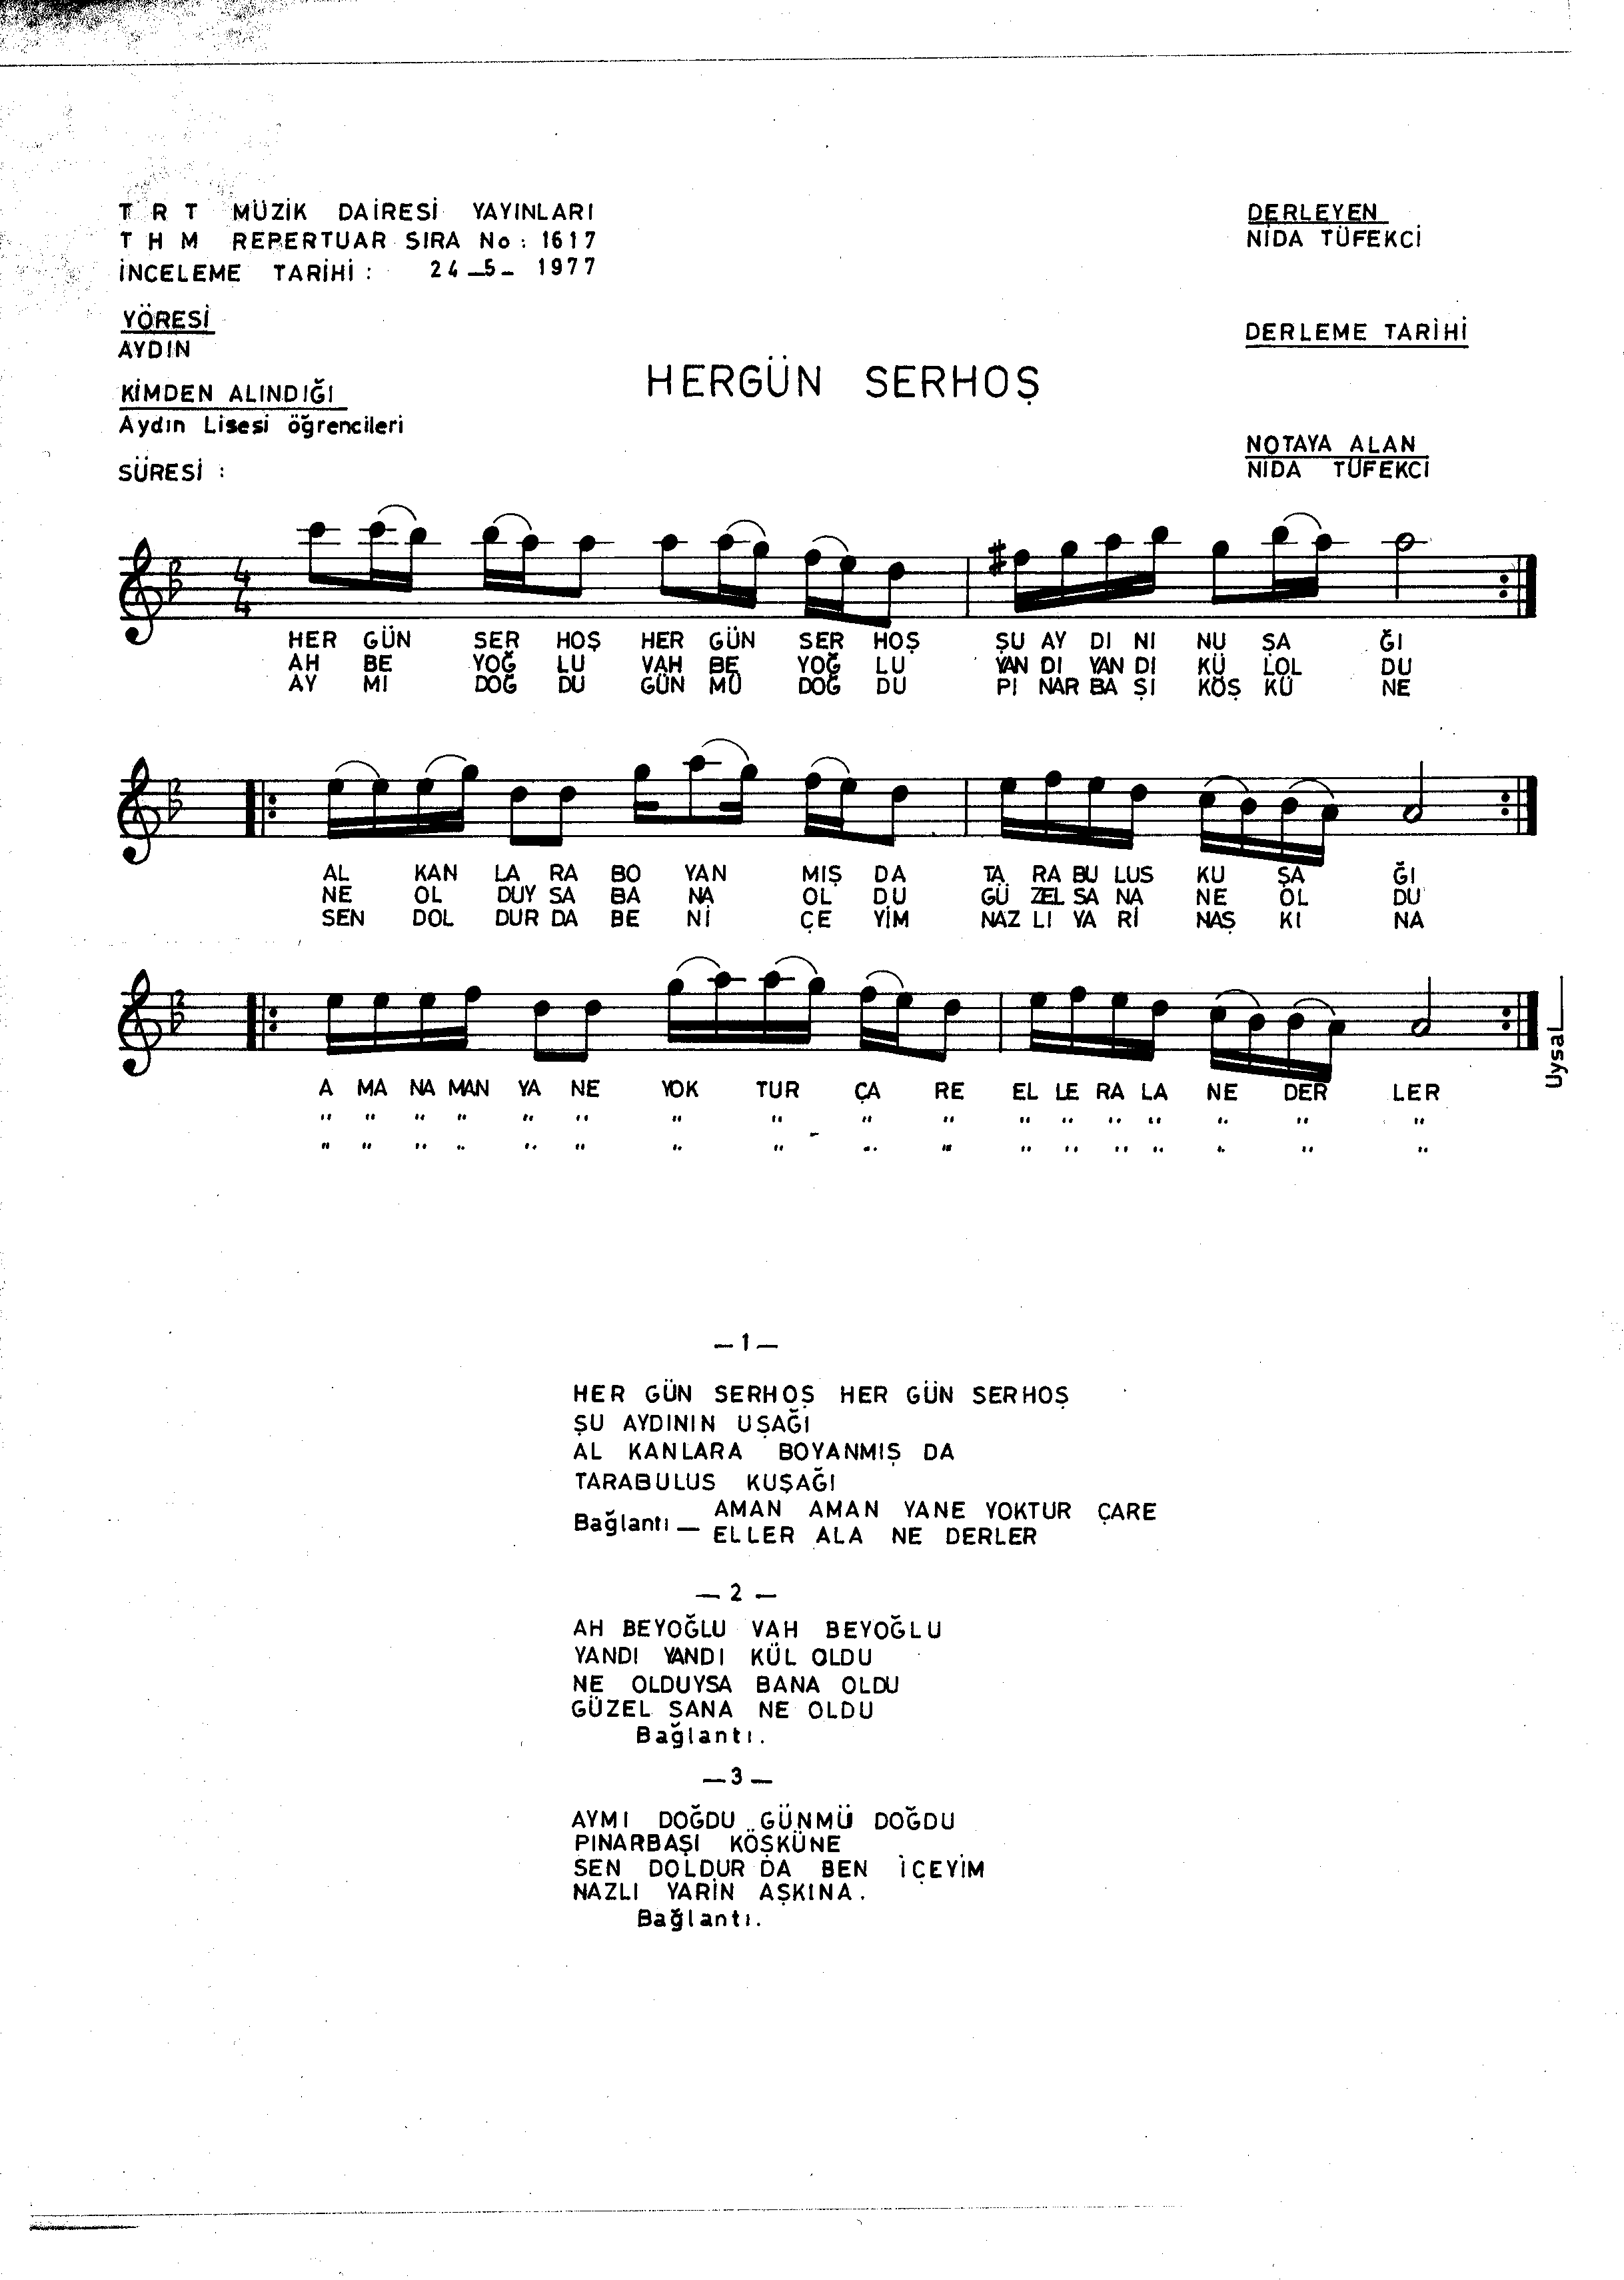 T R T MÜZİK DAİRESİ YAYINLARI
T H M REPERTUAR SIRA No: 1617
İNCELEME TARİHİ: 24-5-1977
DERLEYEN
NİDA TÜFEKCİ
YÖRESİ
AYDIN
DERLEME TARİHİ
KİMDEN ALINDIĞI
Aydın Lisesi öğrencileri
HERGÜN SERHOŞ
NOTAYA ALAN
NİDA TÜFEKCİ
SÜRESİ :
2
4
4
HER GÜN SER HOŞ HER GÜN SER HOŞ ŞU AY DI NI NU ŞA ĞI
AH BE YOĞ LU VAH BE YOĞ LU YAN DI YAN DI KÜ LOL DU
AY MI DOĞ DU GÜN MÜ DOĞ DU PI NAR BA ŞI KÖŞ KÜ NE
2
AL KAN LA RA BO YAN MIŞ DA TA RA BU LUS KU ŞA ĞI
NE OL DUY SA BA NA OL DU GÜ ZEL SA NA NE OL DU
SEN DOL DUR DA BE Nİ ÇE YİM NAZ LI YA Rİ NAŞ KI NA
2
Uysal
A MA NA MAN YA NE YOK TUR ÇA RE EL LE RA LA NE DER LER
" " " " " " " " " " " " " " " " "
" " " " " " " " " " " " " " " " "
— 1 —
HER GÜN SERHOŞ HER GÜN SERHOŞ
ŞU AYDININ UŞAĞI
AL KANLARA BOYANMIŞ DA
TARABULUS KUŞAĞI
Bağlantı — AMAN AMAN YANE YOKTUR ÇARE
ELLER ALA NE DERLER
— 2 —
AH BEYOĞLU VAH BEYOĞLU
YANDI YANDI KÜL OLDU
NE OLDUYSA BANA OLDU
GÜZEL SANA NE OLDU
Bağlantı.
— 3 —
AYMI DOĞDU GÜNMÜ DOĞDU
PINARBAŞI KÖŞKÜNE
SEN DOLDUR DA BEN İÇEYİM
NAZLI YARİN AŞKINA.
Bağlantı.